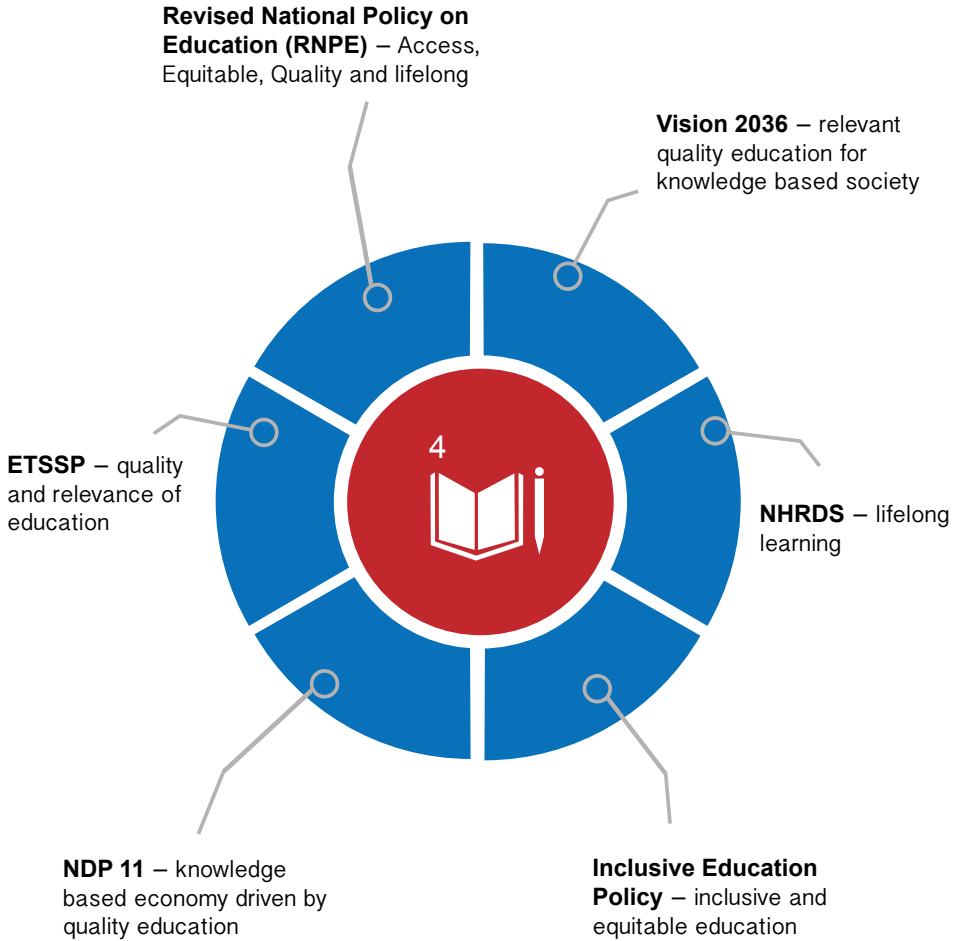 Revised National Policy on
Education (RNPE) – Access,
Equitable, Quality and lifelong
Vision 2036 – relevant
quality education for
knowledge based society
ETSSP – quality
and relevance of
education
4
NHRDS – lifelong
learning
NDP 11 – knowledge
based economy driven by
quality education
Inclusive Education
Policy – inclusive and
equitable education